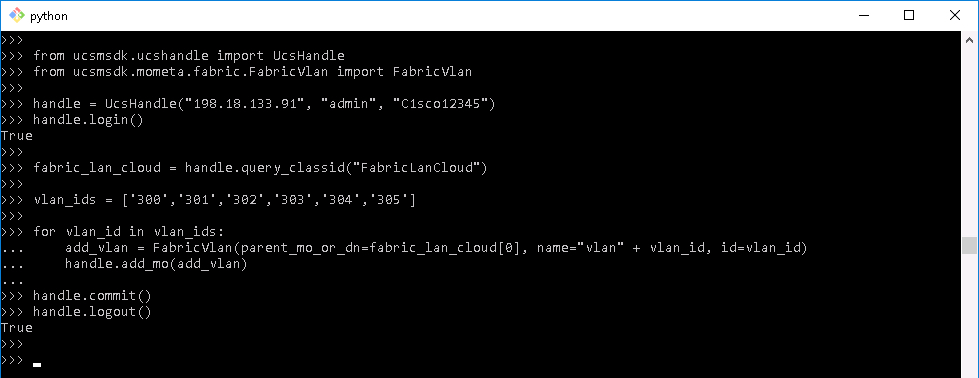 python
>>>
>>> from ucsmsdk.ucshandle import UcsHandle
>>> from ucsmsdk.mometa.fabric.FabricVlan import FabricVlan
>>>
>>> handle = UcsHandle("198.18.133.91", "admin", "C1sco12345")
>>> handle.login()
True
>>>
>>> fabric_lan_cloud = handle.query_classid("FabricLanCloud")
>>>
>>> vlan_ids = ['300','301','302','303','304','305']
>>>
>>> for vlan_id in vlan_ids:
...     add_vlan = FabricVlan(parent_mo_or_dn=fabric_lan_cloud[0], name="vlan" + vlan_id, id=vlan_id)
...     handle.add_mo(add_vlan)
...
>>> handle.commit()
>>> handle.logout()
True
>>>
>>>